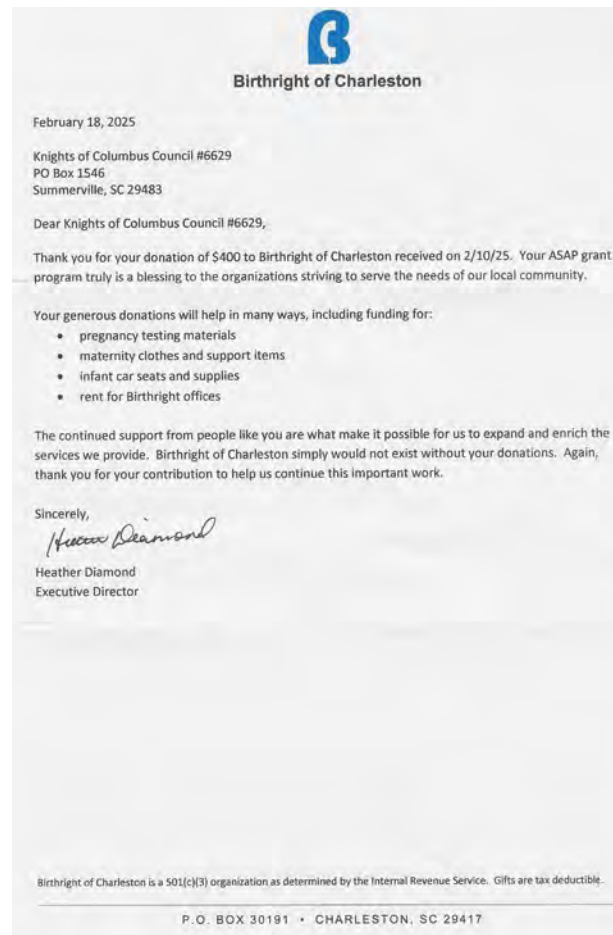 Birthright of Charleston
February 18, 2025
Knights of Columbus Council #6629
PO Box 1546
Summerville, SC 29483
Dear Knights of Columbus Council #6629,
Thank you for your donation of $400 to Birthright of Charleston received on 2/10/25. Your ASAP grant
program truly is a blessing to the organizations striving to serve the needs of our local community.
Your generous donations will help in many ways, including funding for:
• pregnancy testing materials
• maternity clothes and support items
• infant car seats and supplies
• rent for Birthright offices
The continued support from people like you are what make it possible for us to expand and enrich the
services we provide. Birthright of Charleston simply would not exist without your donations. Again,
thank you for your contribution to help us continue this important work.
Sincerely,
Heather Diamond
Heather Diamond
Executive Director
Birthright of Charleston is a 501(c)(3) organization as determined by the Internal Revenue Service. Gifts are tax deductible.
P.O. BOX 30191 • CHARLESTON, SC 29417